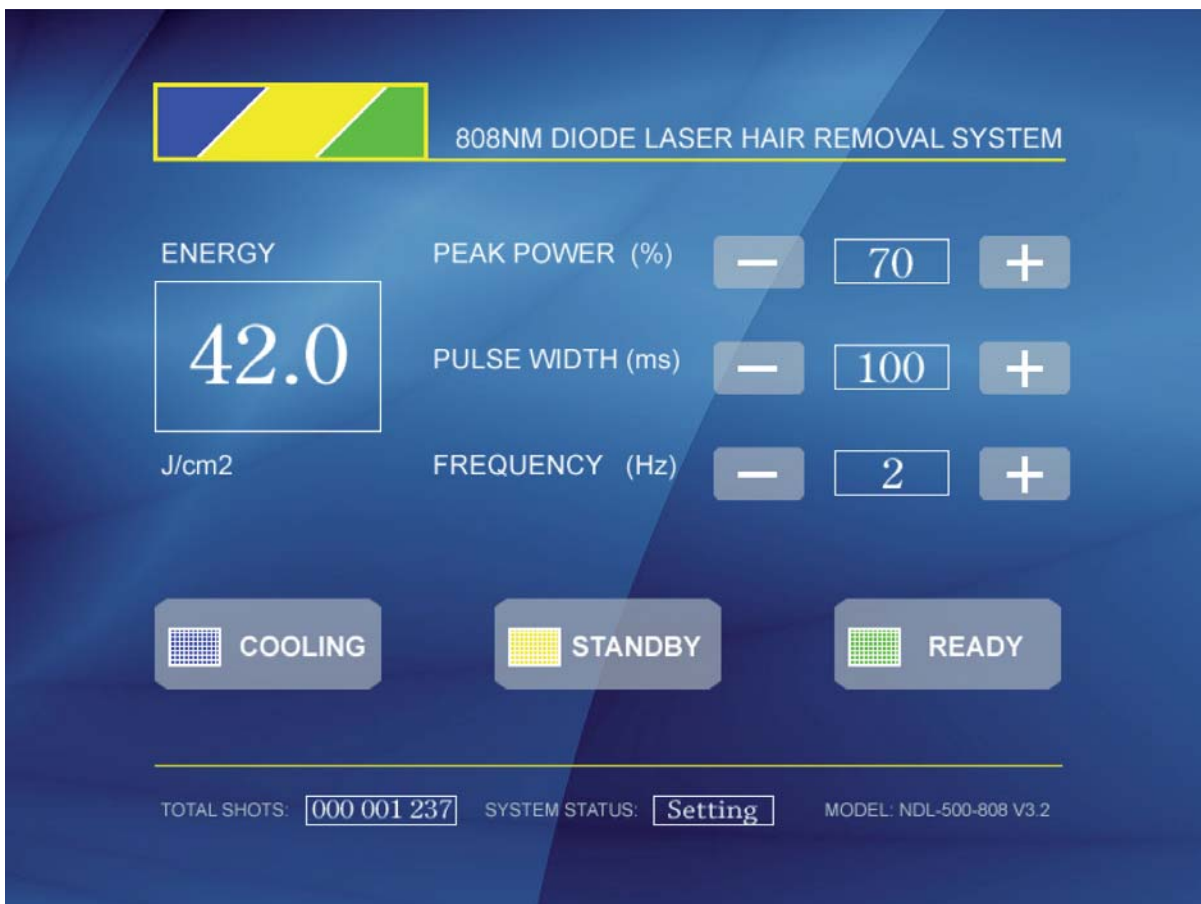 808NM DIODE LASER HAIR REMOVAL SYSTEM
ENERGY
42.0
J/cm2
PEAK POWER (%) − 70 +
PULSE WIDTH (ms) − 100 +
FREQUENCY (Hz) − 2 +
COOLING
STANDBY
READY
TOTAL SHOTS: 000 001 237
SYSTEM STATUS: Setting
MODEL: NDL-500-808 V3.2